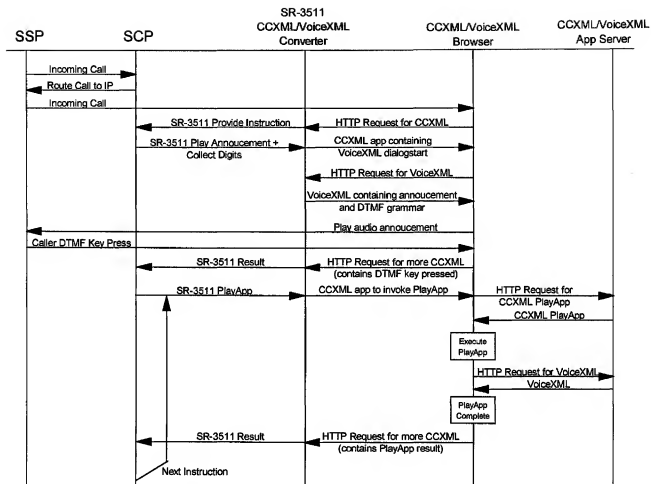 SSP
SCP
SR-3511
CCXML/VoiceXML
Converter
CCXML/VoiceXML
Browser
CCXML/VoiceXML
App Server
Incoming Call
Route Call to IP
Incoming Call
SR-3511 Provide Instruction
HTTP Request for CCXML
SR-3511 Play Annoucement +
Collect Digits
CCXML app containing
VoiceXML dialogstart
HTTP Request for VoiceXML
VoiceXML containing annoucement
and DTMF grammar
Play audio annoucement
Caller DTMF Key Press
SR-3511 Result
HTTP Request for more CCXML
(contains DTMF key pressed)
SR-3511 PlayApp
CCXML app to invoke PlayApp
HTTP Request for
CCXML PlayApp
CCXML PlayApp
Execute
PlayApp
HTTP Request for VoiceXML
VoiceXML
PlayApp
Complete
SR-3511 Result
HTTP Request for more CCXML
(contains PlayApp result)
Next Instruction